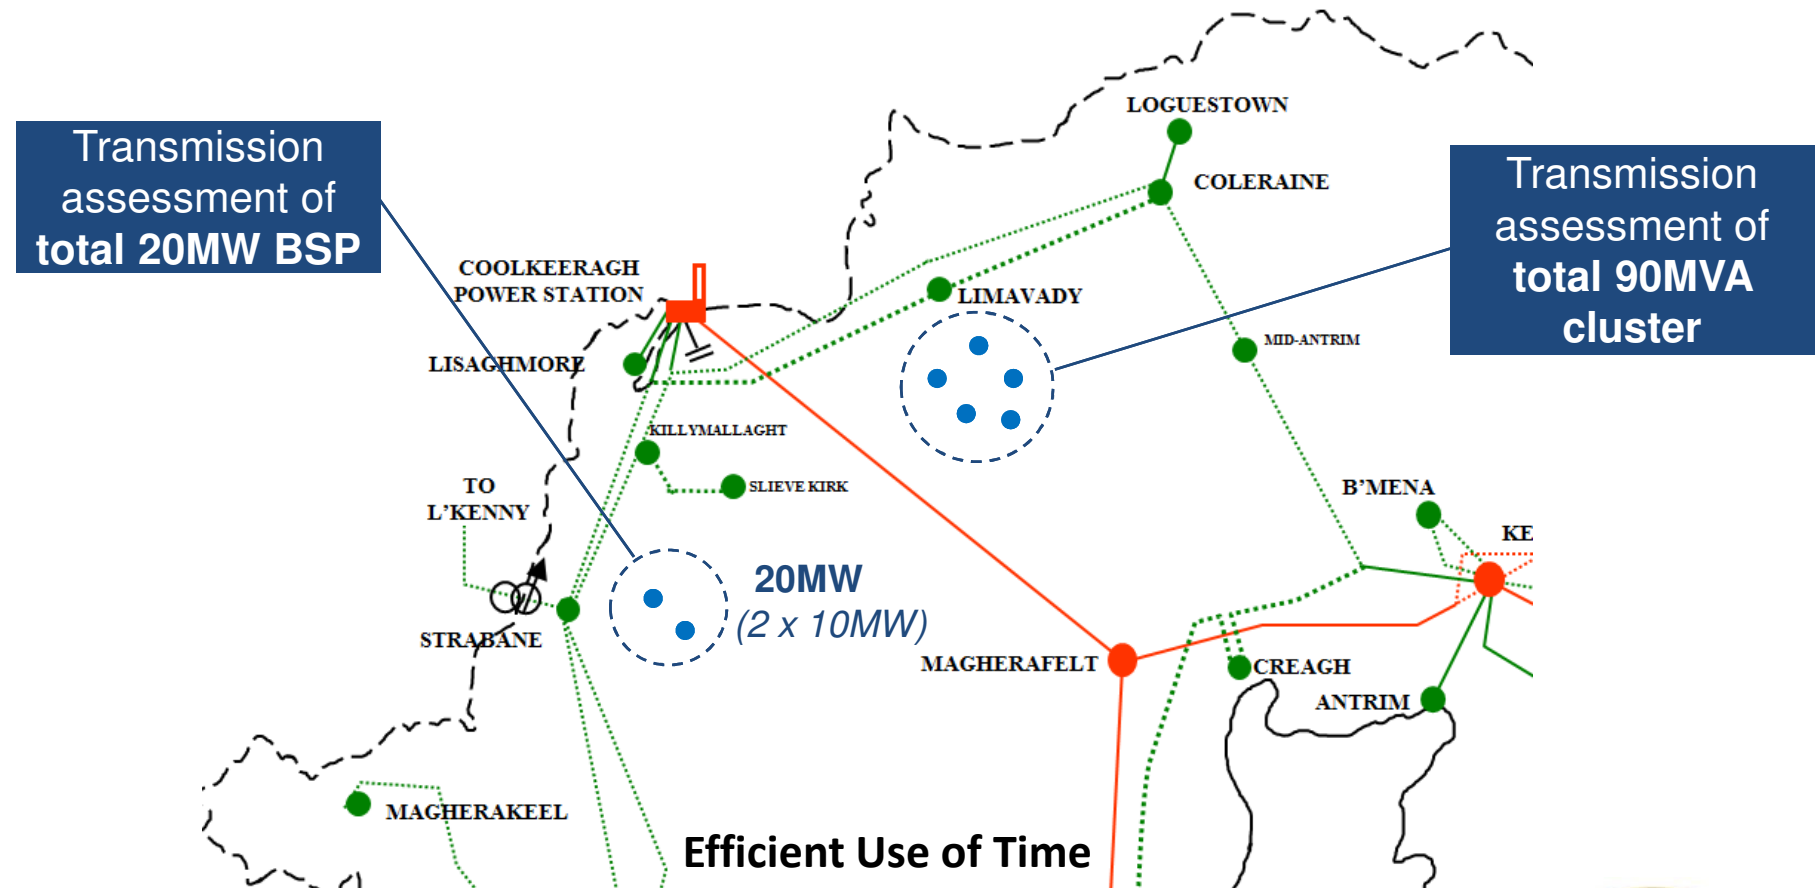 LOGUESTOWN
Transmission
assessment of
total 20MW BSP
Transmission
assessment of
total 90MVA
cluster
COLERAINE
COOLKEERAGH
POWER STATION
LIMAVADY
MID-ANTRIM
LISAGHMORE
KILLYMALLAGHT
SLIEVE KIRK
TO
L'KENNY
B'MENA
KE
20MW
(2 x 10MW)
STRABANE
MAGHERAFELT
CREAGH
ANTRIM
MAGHERAKEEL
Efficient Use of Time